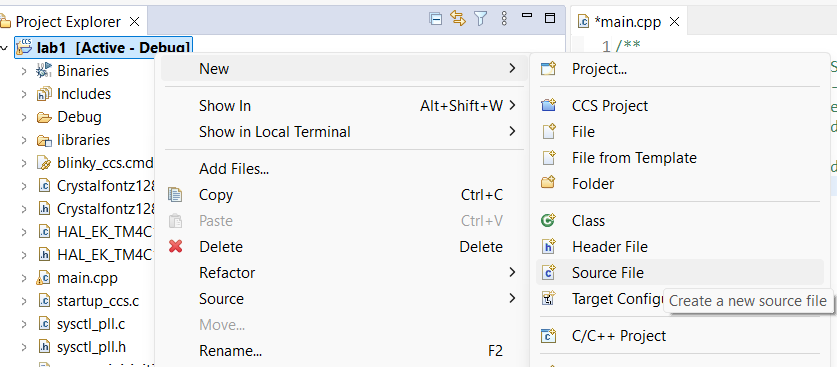 Project Explorer
*main.cpp
lab1 [Active - Debug]
Binaries
Includes
Debug
libraries
blinky_ccs.cmd
Crystalfontz128
Crystalfontz128
HAL_EK_TM4C
HAL_EK_TM4C
main.cpp
startup_ccs.c
sysctl_pll.c
sysctl_pll.h
New
Show In Alt+Shift+W
Show in Local Terminal
Add Files...
Copy Ctrl+C
Paste Ctrl+V
Delete Delete
Refactor
Source
Move...
Rename... F2
Project...
CCS Project
File
File from Template
Folder
Class
Header File
Source File
Target Configu
Create a new source file
C/C++ Project
1 /**